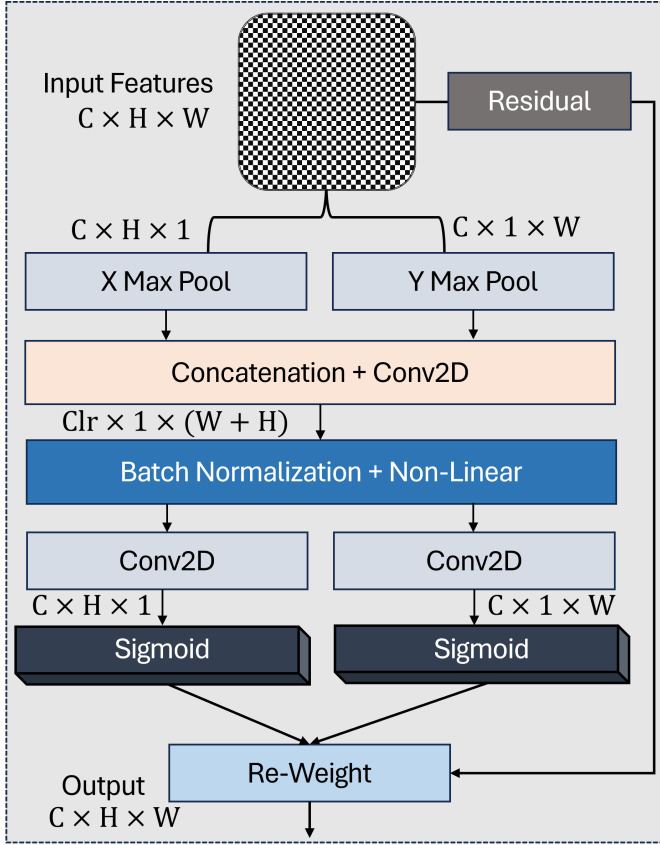 Input Features
C × H × W
Residual
C × H × 1
C × 1 × W
X Max Pool
Y Max Pool
Concatenation + Conv2D
Clr × 1 × (W + H)
Batch Normalization + Non-Linear
Conv2D
Conv2D
C × H × 1
C × 1 × W
Sigmoid
Sigmoid
Re-Weight
Output
C × H × W